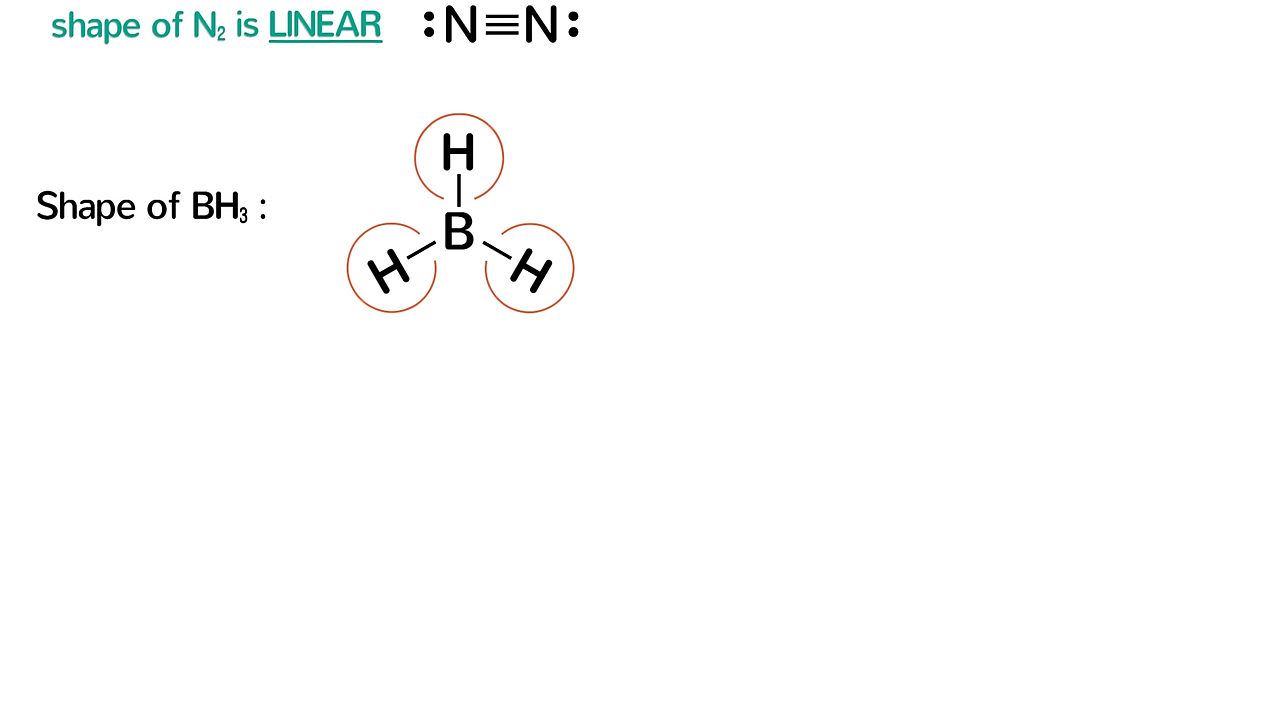 shape of N₂ is LINEAR :N≡N:
H
Shape of BH₃ :
B
H H